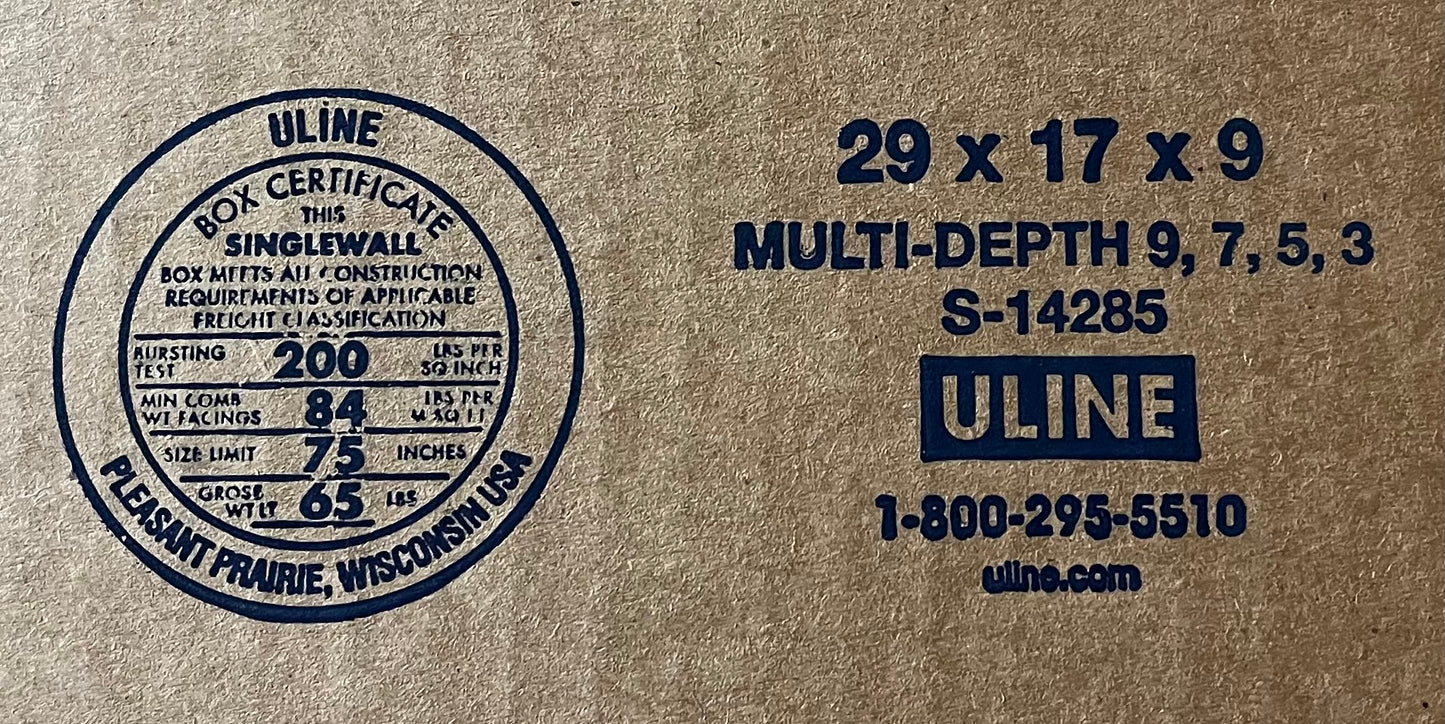 ULINE
BOX CERTIFICATE
THIS
SINGLEWALL
BOX MEETS ALL CONSTRUCTION
REQUIREMENTS OF APPLICABLE
FREIGHT CLASSIFICATION
BURSTING TEST 200 LBS PER SQ INCH
MIN COMB WT FACINGS 84 LBS PER M SQ FT
SIZE LIMIT 75 INCHES
GROSS WT LT 65 LBS
PLEASANT PRAIRIE, WISCONSIN USA
29 x 17 x 9
MULTI-DEPTH 9, 7, 5, 3
S-14285
ULINE
1-800-295-5510
uline.com